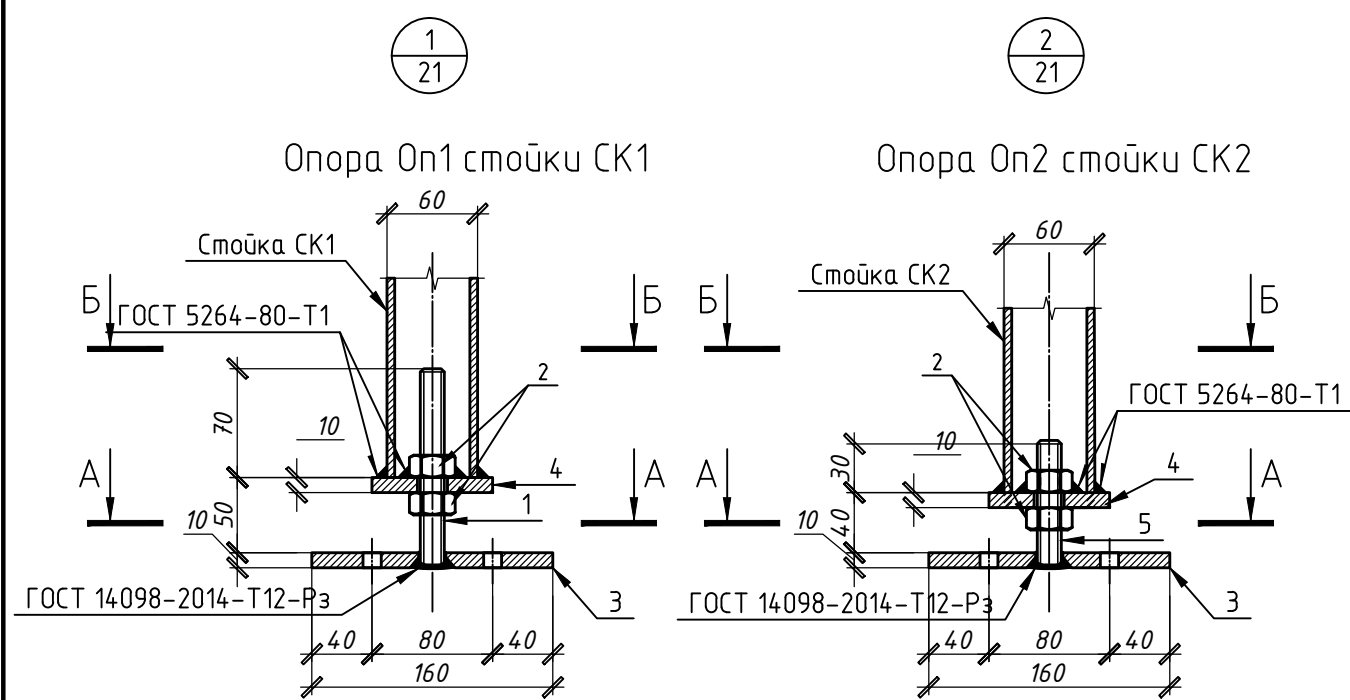 1
21
2
21
Опора Оп1 стойки СК1
Опора Оп2 стойки СК2
60
60
Стойка СК1
Стойка СК2
Б
Б
Б
Б
ГОСТ 5264-80-Т1
2
2
ГОСТ 5264-80-Т1
70
10
30
10
А
А
А
А
4
4
1
5
50
10
40
10
ГОСТ 14098-2014-Т12-Рз
3
ГОСТ 14098-2014-Т12-Рз
3
40
80
40
40
80
40
160
160